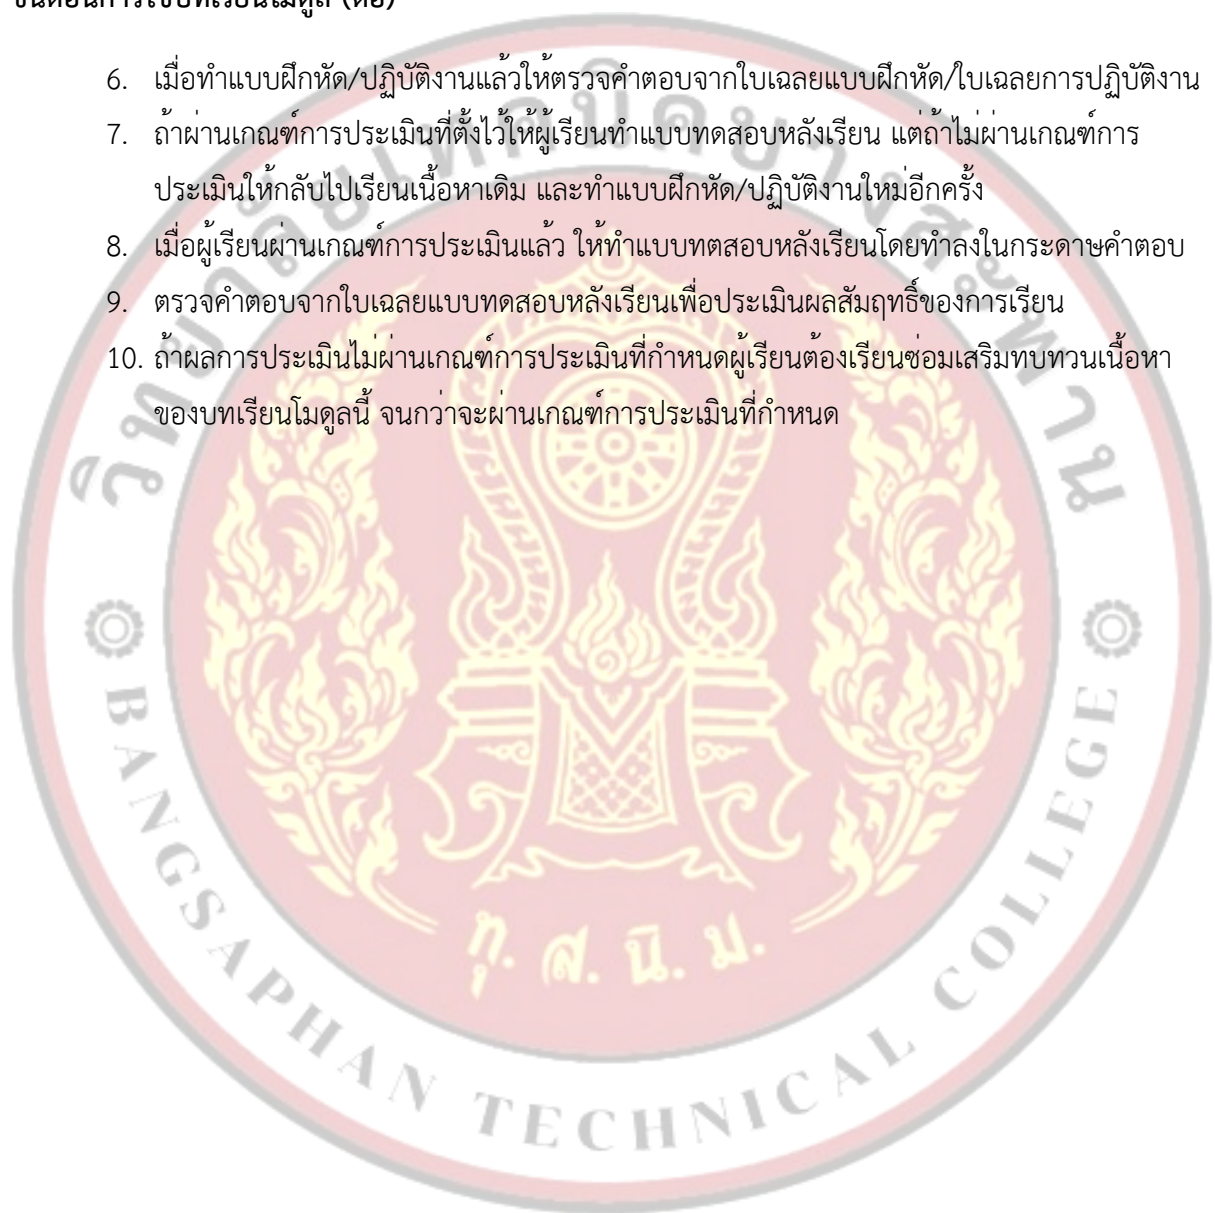 ขั้นตอนการใช้บทเรียนโมดูล (ต่อ)
6. เมื่อทำแบบฝึกหัด/ปฏิบัติงานแล้วให้ตรวจคำตอบจากใบเฉลยแบบฝึกหัด/ใบเฉลยการปฏิบัติงาน
7. ถ้าผ่านเกณฑ์การประเมินที่ตั้งไว้ให้ผู้เรียนทำแบบทดสอบหลังเรียน แต่ถ้าไม่ผ่านเกณฑ์การ
ประเมินให้กลับไปเรียนเนื้อหาเดิม และทำแบบฝึกหัด/ปฏิบัติงานใหม่อีกครั้ง
8. เมื่อผู้เรียนผ่านเกณฑ์การประเมินแล้ว ให้ทำแบบทตสอบหลังเรียนโดยทำลงในกระดาษคำตอบ
9. ตรวจคำตอบจากใบเฉลยแบบทดสอบหลังเรียนเพื่อประเมินผลสัมฤทธิ์ของการเรียน
10. ถ้าผลการประเมินไม่ผ่านเกณฑ์การประเมินที่กำหนดผู้เรียนต้องเรียนซ่อมเสริมทบทวนเนื้อหา
ของบทเรียนโมดูลนี้ จนกว่าจะผ่านเกณฑ์การประเมินที่กำหนด
วิทยาลัยเทคนิคบางสะพาน
ทุ. ส. นิ. ม.
BANGSAPHAN TECHNICAL COLLEGE